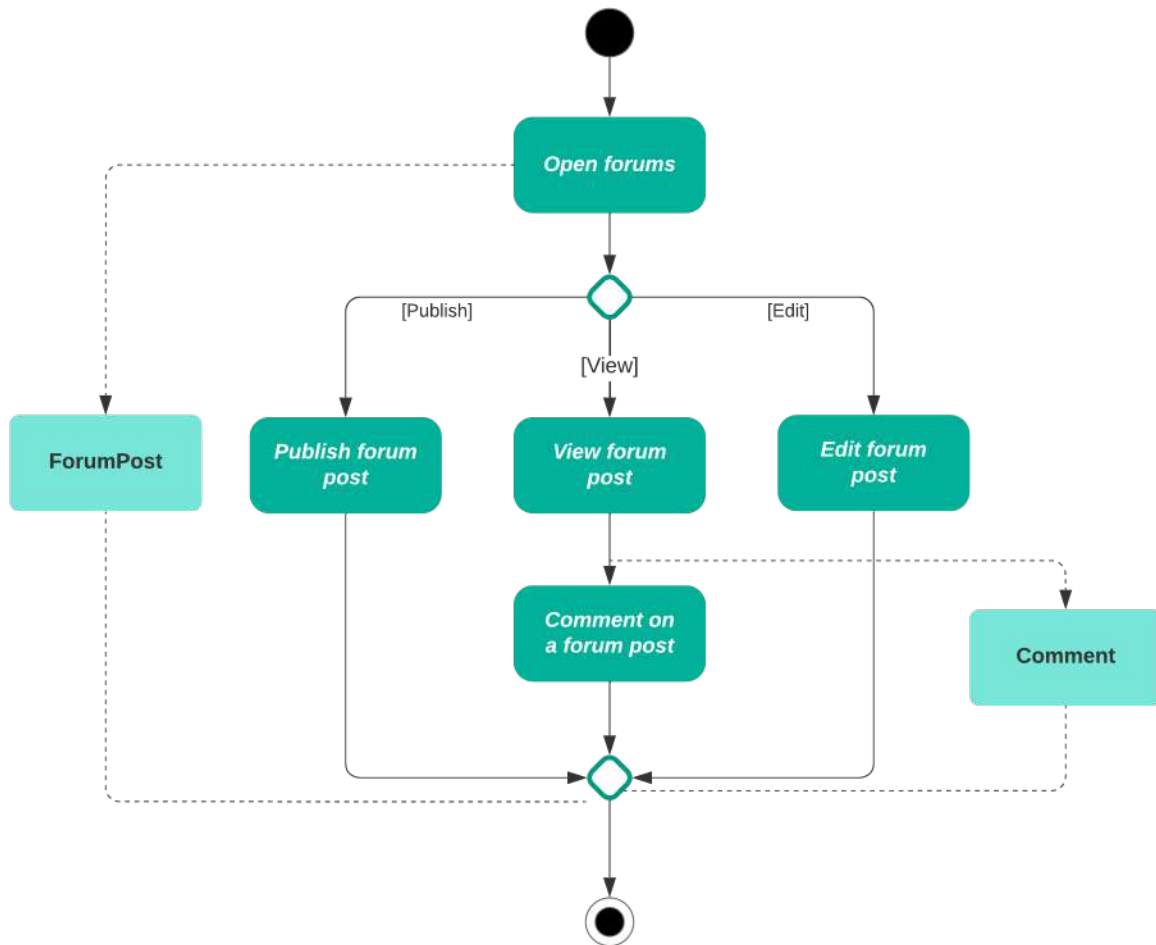 Open forums
[Publish]
[Edit]
[View]
ForumPost
Publish forum
post
View forum
post
Edit forum
post
Comment on
a forum post
Comment